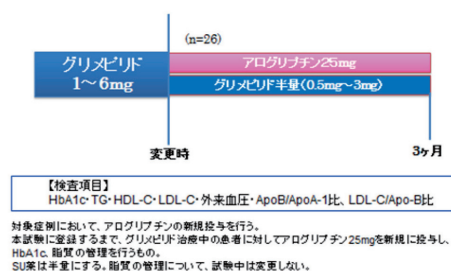 (n=26)
グリメピリド
1～6mg
アログリプチン25mg
グリメピリド半量(0.5mg～3mg)
変更時
3ヶ月
【検査項目】
HbA1c・TG・HDL-C・LDL-C・外来血圧・ApoB/ApoA-1比、LDL-C/Apo-B比
対象症例において、アログリプチンの新規投与を行う。
本試験に登録するまで、グリメピリド治療中の患者に対してアログリプチン25mgを新規に投与し、
HbA1c、脂質の管理を行うもの。
SU薬は半量にする。脂質の管理について、試験中は変更しない。